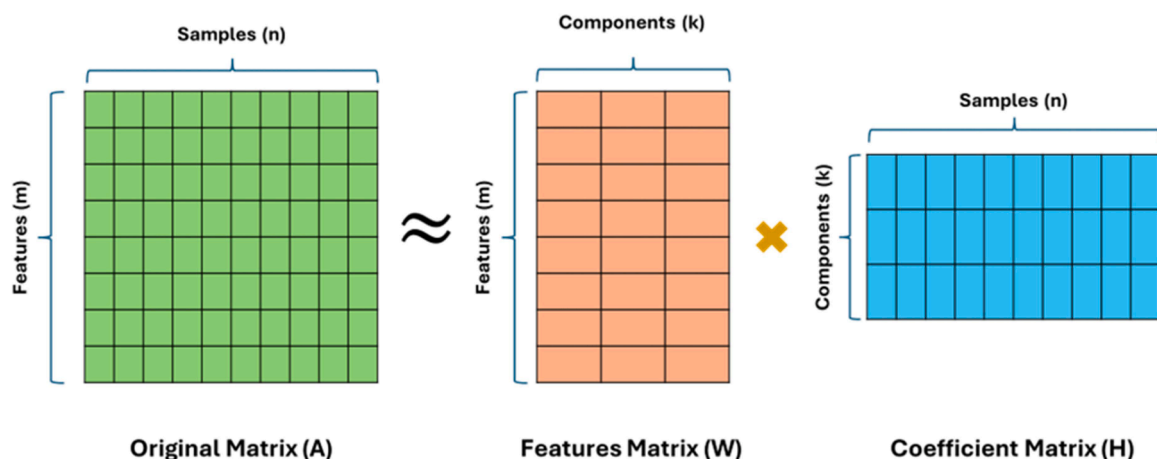 Samples (n)
Components (k)
Samples (n)
Features (m)
≈
Features (m)
✖
Components (k)
Original Matrix (A)
Features Matrix (W)
Coefficient Matrix (H)